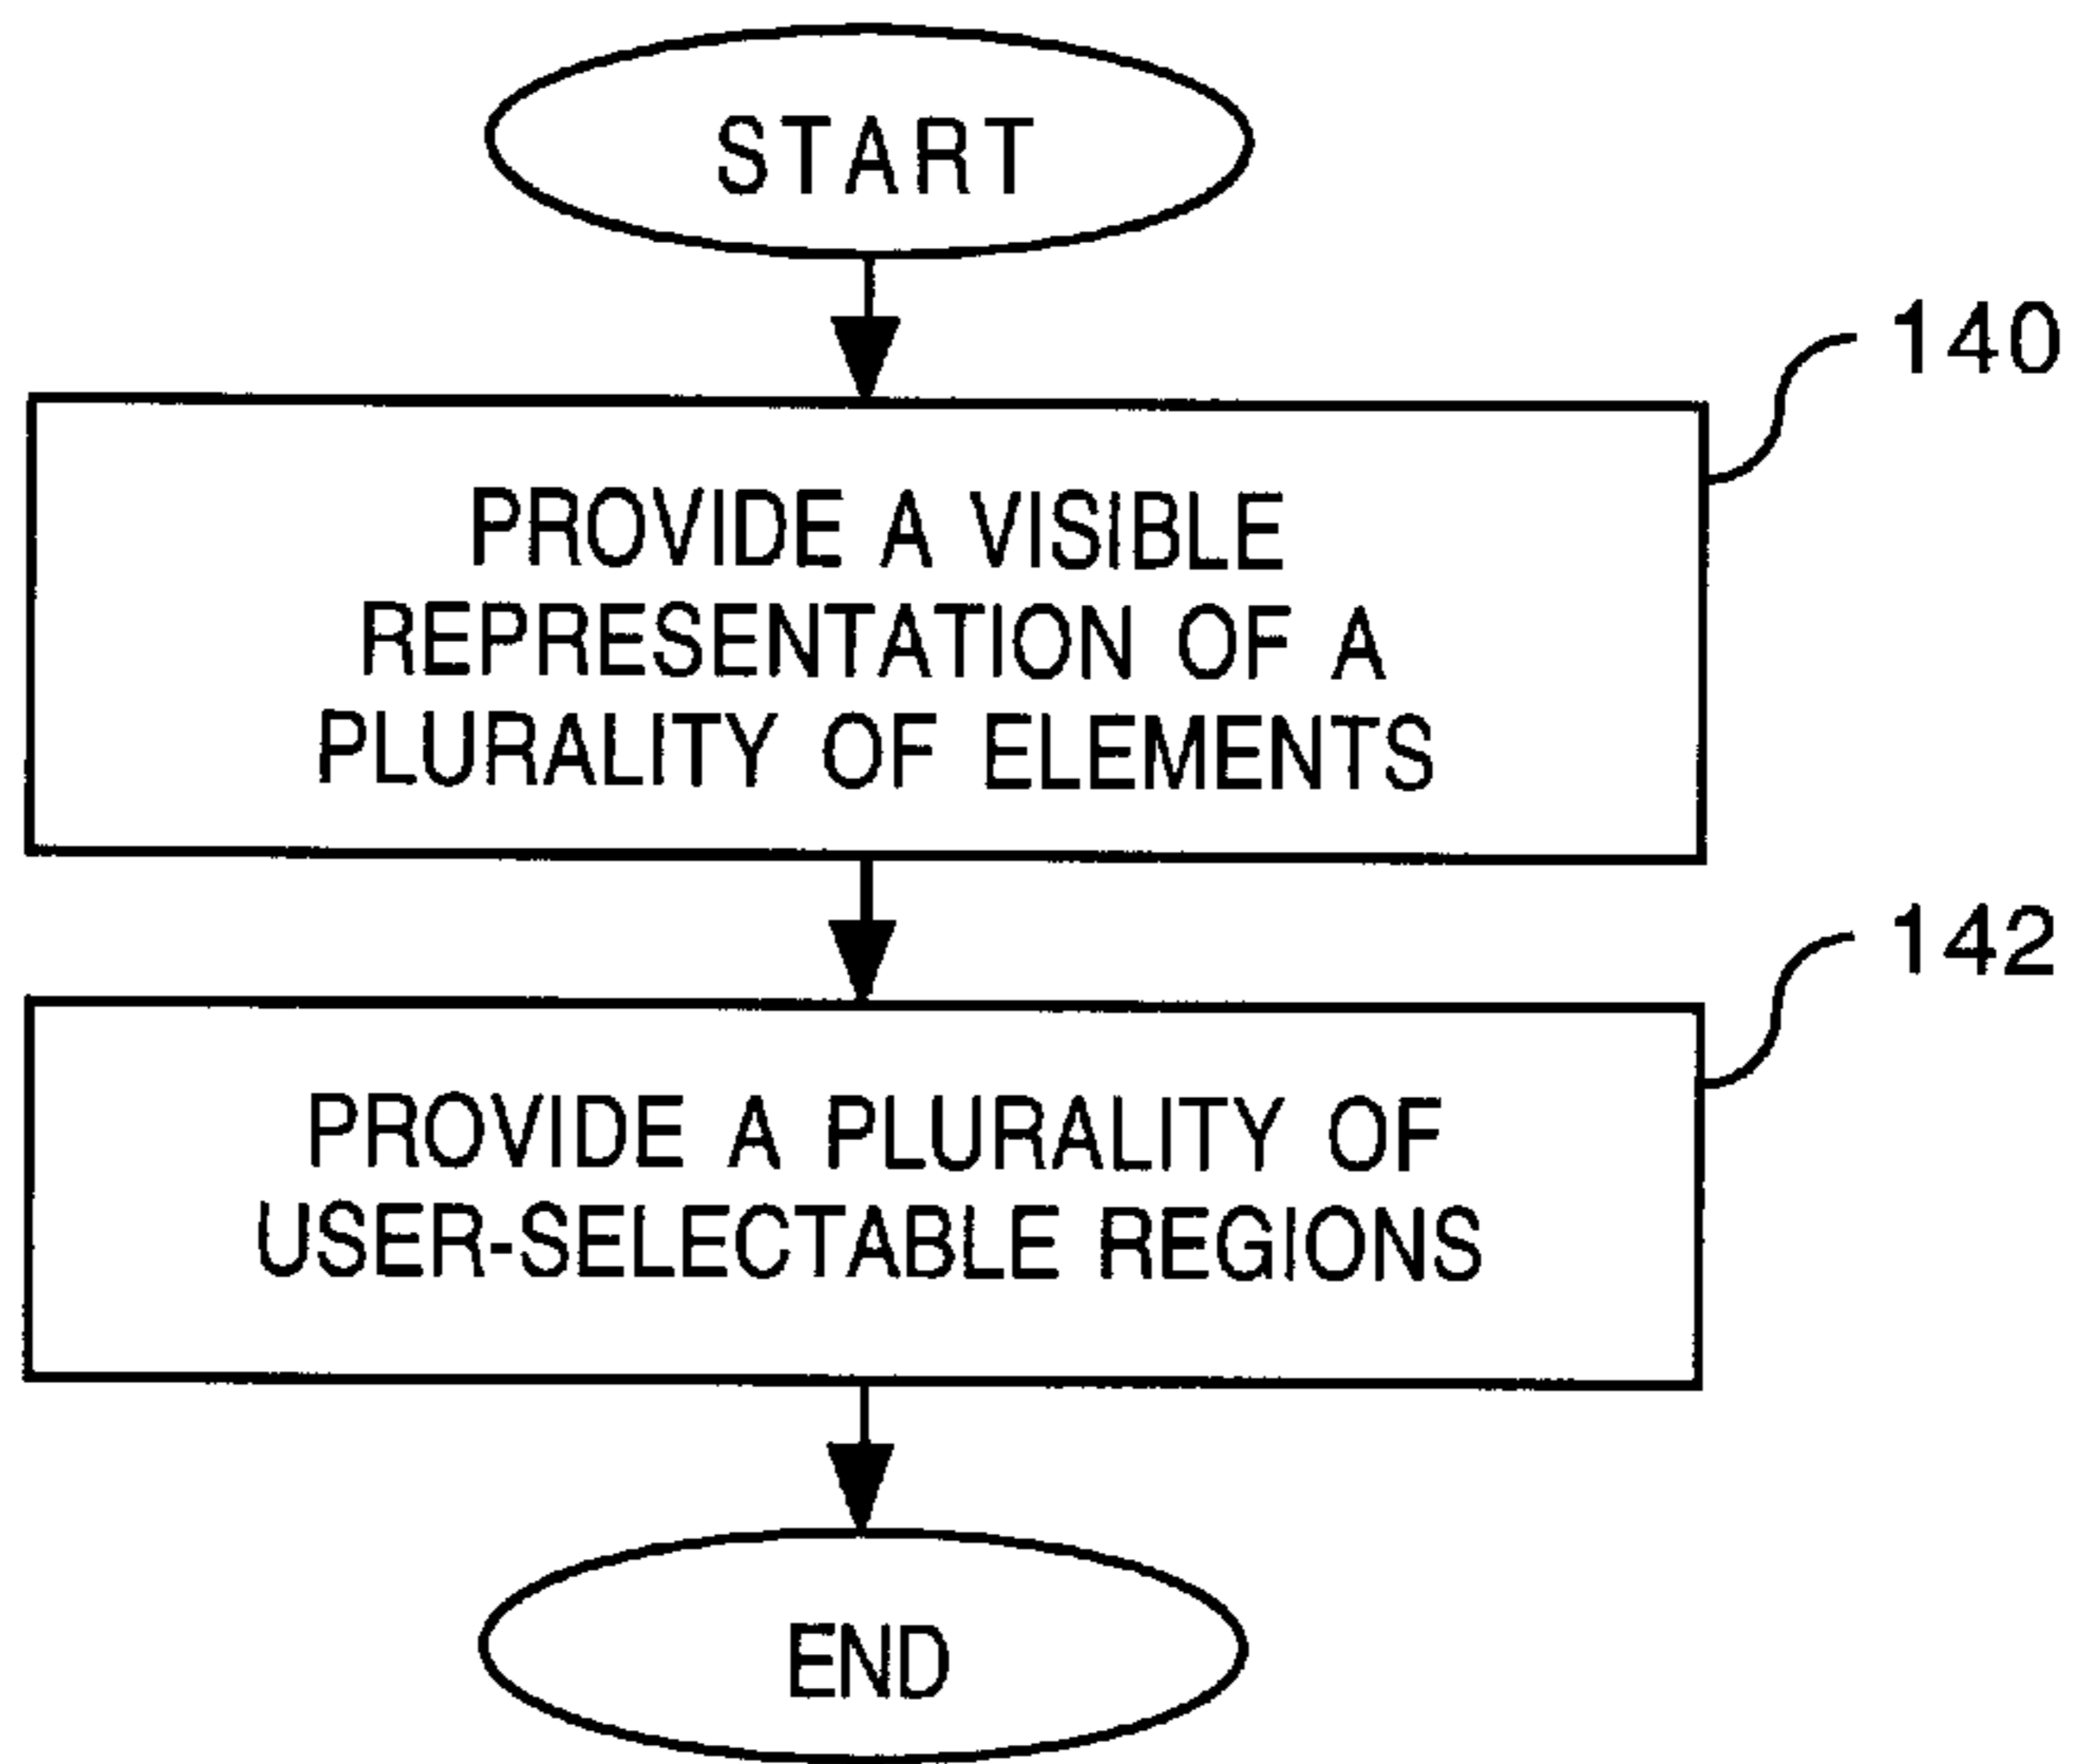 START
140
PROVIDE A VISIBLE
REPRESENTATION OF A
PLURALITY OF ELEMENTS
142
PROVIDE A PLURALITY OF
USER-SELECTABLE REGIONS
END